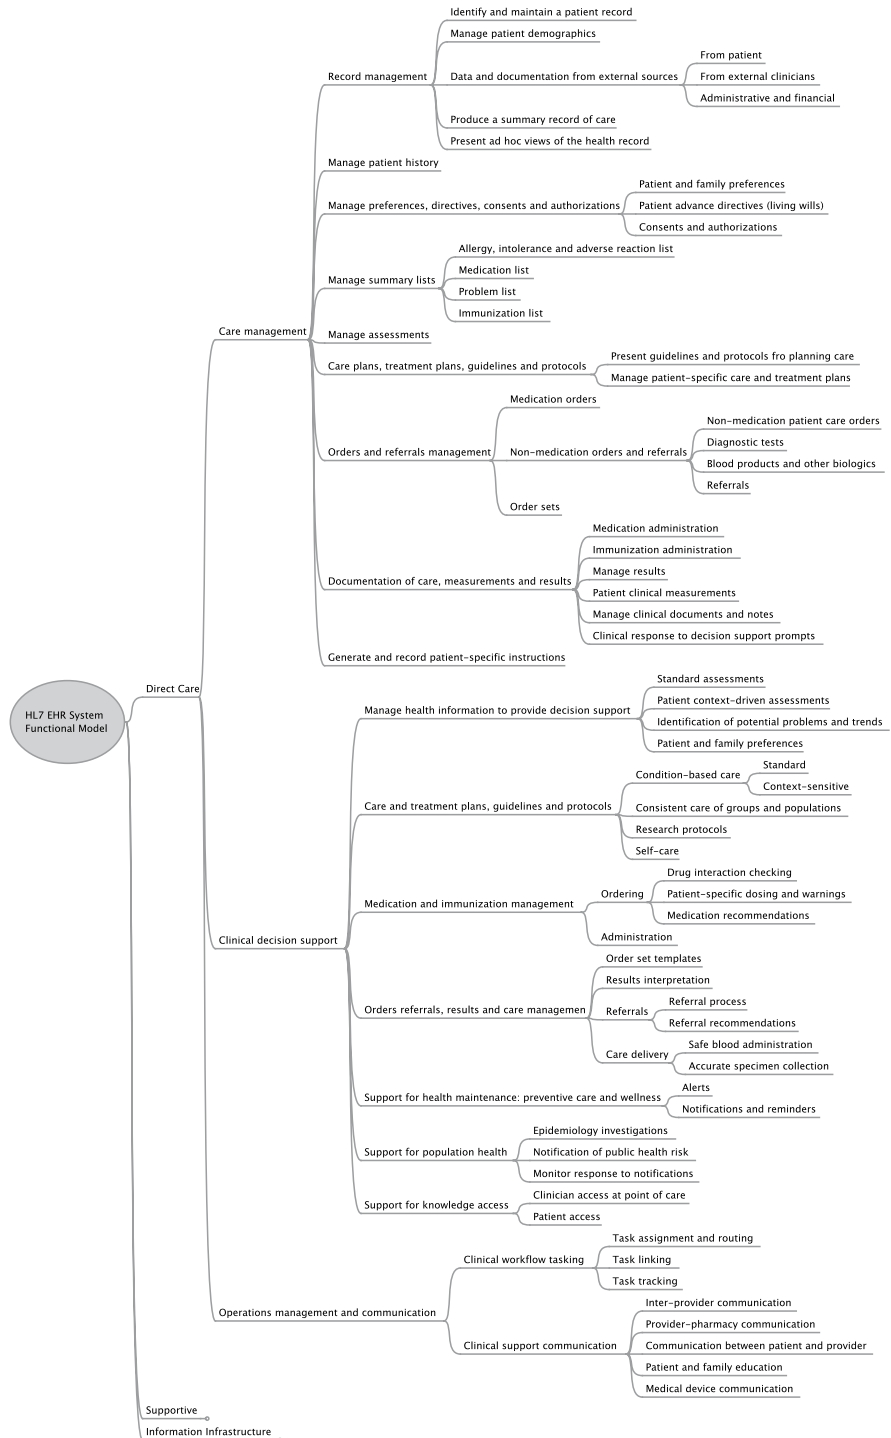 Identify and maintain a patient record
Manage patient demographics
From patient
Record management
Data and documentation from external sources
From external clinicians
Administrative and financial
Produce a summary record of care
Present ad hoc views of the health record
Manage patient history
Patient and family preferences
Manage preferences, directives, consents and authorizations
Patient advance directives (living wills)
Consents and authorizations
Allergy, intolerance and adverse reaction list
Medication list
Manage summary lists
Problem list
Immunization list
Care management
Manage assessments
Present guidelines and protocols fro planning care
Care plans, treatment plans, guidelines and protocols
Manage patient-specific care and treatment plans
Medication orders
Non-medication patient care orders
Diagnostic tests
Orders and referrals management
Non-medication orders and referrals
Blood products and other biologics
Referrals
Order sets
Medication administration
Immunization administration
Manage results
Documentation of care, measurements and results
Patient clinical measurements
Manage clinical documents and notes
Clinical response to decision support prompts
Generate and record patient-specific instructions
Direct Care
HL7 EHR System
Functional Model
Standard assessments
Patient context-driven assessments
Manage health information to provide decision support
Identification of potential problems and trends
Patient and family preferences
Standard
Condition-based care
Context-sensitive
Care and treatment plans, guidelines and protocols
Consistent care of groups and populations
Research protocols
Self-care
Drug interaction checking
Ordering
Patient-specific dosing and warnings
Medication and immunization management
Medication recommendations
Administration
Clinical decision support
Order set templates
Results interpretation
Orders referrals, results and care managemen
Referrals
Referral process
Referral recommendations
Safe blood administration
Care delivery
Accurate specimen collection
Alerts
Support for health maintenance: preventive care and wellness
Notifications and reminders
Epidemiology investigations
Support for population health
Notification of public health risk
Monitor response to notifications
Clinician access at point of care
Support for knowledge access
Patient access
Task assignment and routing
Clinical workflow tasking
Task linking
Task tracking
Operations management and communication
Inter-provider communication
Provider-pharmacy communication
Clinical support communication
Communication between patient and provider
Patient and family education
Medical device communication
Supportive
Information Infrastructure